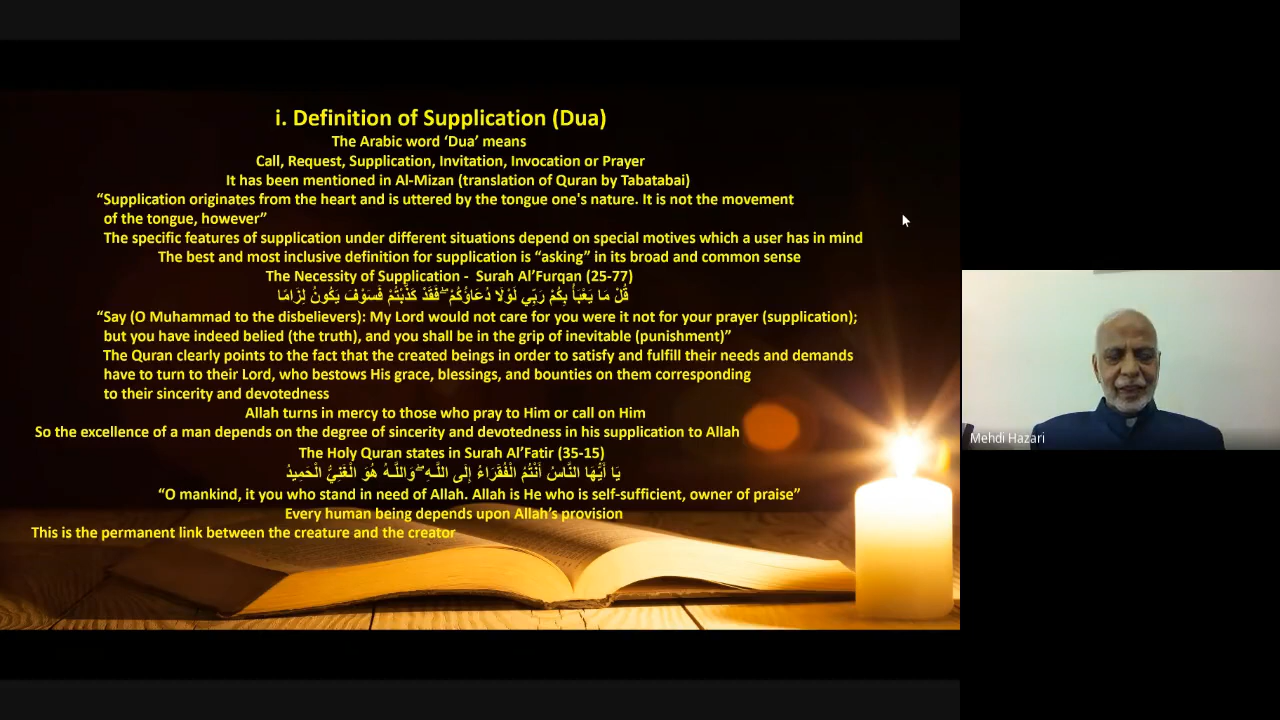 i. Definition of Supplication (Dua)
The Arabic word ‘Dua’ means
Call, Request, Supplication, Invitation, Invocation or Prayer
It has been mentioned in Al-Mizan (translation of Quran by Tabatabai)
“Supplication originates from the heart and is uttered by the tongue one's nature. It is not the movement
of the tongue, however”
The specific features of supplication under different situations depend on special motives which a user has in mind
The best and most inclusive definition for supplication is “asking” in its broad and common sense
The Necessity of Supplication - Surah Al’Furqan (25-77)
قُلْ مَا يَعْبَأُ بِكُمْ رَبِّي لَوْلَا دُعَاؤُكُمْ ۖ فَقَدْ كَذَّبْتُمْ فَسَوْفَ يَكُونُ لِزَامًا
“Say (O Muhammad to the disbelievers): My Lord would not care for you were it not for your prayer (supplication);
but you have indeed belied (the truth), and you shall be in the grip of inevitable (punishment)”
The Quran clearly points to the fact that the created beings in order to satisfy and fulfill their needs and demands
have to turn to their Lord, who bestows His grace, blessings, and bounties on them corresponding
to their sincerity and devotedness
Allah turns in mercy to those who pray to Him or call on Him
So the excellence of a man depends on the degree of sincerity and devotedness in his supplication to Allah
The Holy Quran states in Surah Al’Fatir (35-15)
يَا أَيُّهَا النَّاسُ أَنْتُمُ الْفُقَرَاءُ إِلَى اللَّـهِ ۖ وَاللَّـهُ هُوَ الْغَنِيُّ الْحَمِيدُ
“O mankind, it you who stand in need of Allah. Allah is He who is self-sufficient, owner of praise”
Every human being depends upon Allah’s provision
This is the permanent link between the creature and the creator
Mehdi Hazari